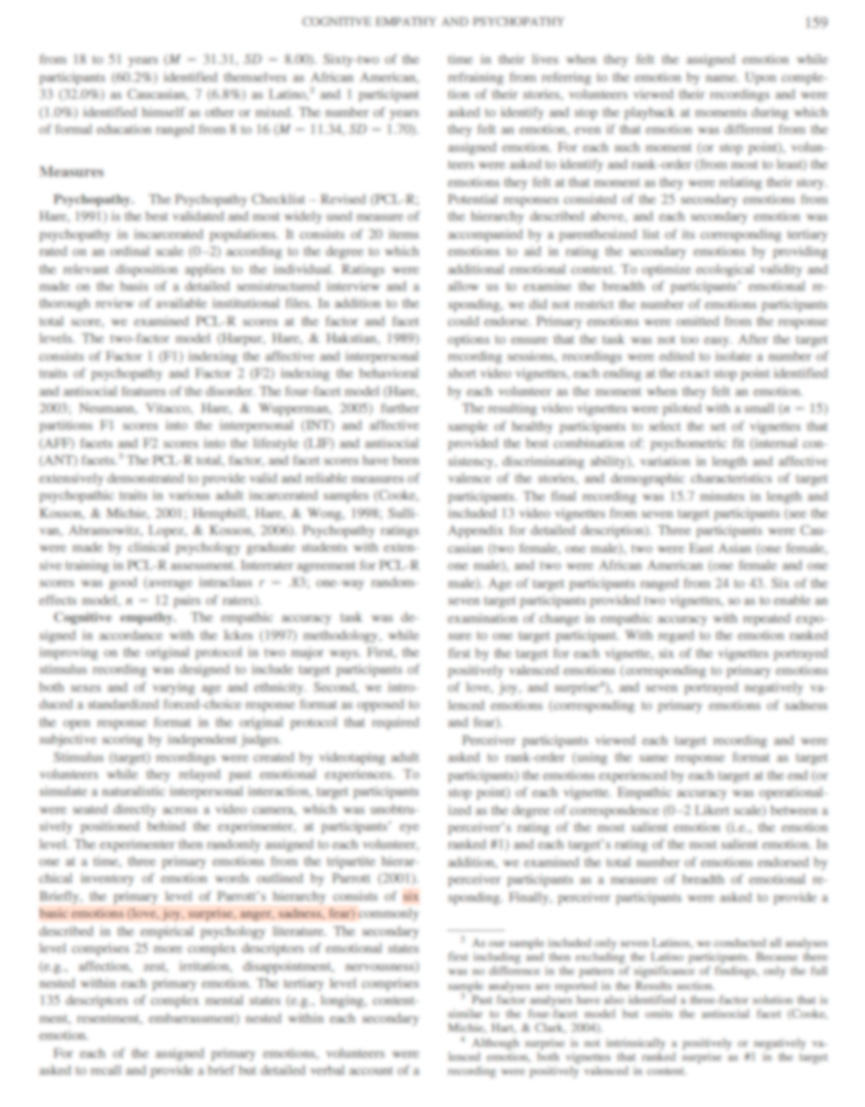 COGNITIVE EMPATHY AND PSYCHOPATHY
159
from 18 to 51 years (M = 31.31, SD = 8.00). Sixty-two of the
participants (60.2%) identified themselves as African American,
33 (32.0%) as Caucasian, 7 (6.8%) as Latino,² and 1 participant
(1.0%) identified himself as other or mixed. The number of years
of formal education ranged from 8 to 16 (M = 11.34, SD = 1.70).
Measures
Psychopathy. The Psychopathy Checklist – Revised (PCL-R;
Hare, 1991) is the best validated and most widely used measure of
psychopathy in incarcerated populations. It consists of 20 items
rated on an ordinal scale (0–2) according to the degree to which
the relevant disposition applies to the individual. Ratings were
made on the basis of a detailed semistructured interview and a
thorough review of available institutional files. In addition to the
total score, we examined PCL-R scores at the factor and facet
levels. The two-factor model (Harpur, Hare, & Hakstian, 1989)
consists of Factor 1 (F1) indexing the affective and interpersonal
traits of psychopathy and Factor 2 (F2) indexing the behavioral
and antisocial features of the disorder. The four-facet model (Hare,
2003; Neumann, Vitacco, Hare, & Wupperman, 2005) further
partitions F1 scores into the interpersonal (INT) and affective
(AFF) facets and F2 scores into the lifestyle (LIF) and antisocial
(ANT) facets.³ The PCL-R total, factor, and facet scores have been
extensively demonstrated to provide valid and reliable measures of
psychopathic traits in various adult incarcerated samples (Cooke,
Kosson, & Michie, 2001; Hemphill, Hare, & Wong, 1998; Sulli-
van, Abramowitz, Lopez, & Kosson, 2006). Psychopathy ratings
were made by clinical psychology graduate students with exten-
sive training in PCL-R assessment. Interrater agreement for PCL-R
scores was good (average intraclass r = .83; one-way random-
effects model, n = 12 pairs of raters).
Cognitive empathy. The empathic accuracy task was de-
signed in accordance with the Ickes (1997) methodology, while
improving on the original protocol in two major ways. First, the
stimulus recording was designed to include target participants of
both sexes and of varying age and ethnicity. Second, we intro-
duced a standardized forced-choice response format as opposed to
the open response format in the original protocol that required
subjective scoring by independent judges.
Stimulus (target) recordings were created by videotaping adult
volunteers while they relayed past emotional experiences. To
simulate a naturalistic interpersonal interaction, target participants
were seated directly across a video camera, which was unobtru-
sively positioned behind the experimenter, at participants' eye
level. The experimenter then randomly assigned to each volunteer,
one at a time, three primary emotions from the tripartite hierar-
chical inventory of emotion words outlined by Parrott (2001).
Briefly, the primary level of Parrott's hierarchy consists of six
basic emotions (love, joy, surprise, anger, sadness, fear) commonly
described in the empirical psychology literature. The secondary
level comprises 25 more complex descriptors of emotional states
(e.g., affection, zest, irritation, disappointment, nervousness)
nested within each primary emotion. The tertiary level comprises
135 descriptors of complex mental states (e.g., longing, content-
ment, resentment, embarrassment) nested within each secondary
emotion.
For each of the assigned primary emotions, volunteers were
asked to recall and provide a brief but detailed verbal account of a
time in their lives when they felt the assigned emotion while
refraining from referring to the emotion by name. Upon comple-
tion of their stories, volunteers viewed their recordings and were
asked to identify and stop the playback at moments during which
they felt an emotion, even if that emotion was different from the
assigned emotion. For each such moment (or stop point), volun-
teers were asked to identify and rank-order (from most to least) the
emotions they felt at that moment as they were relating their story.
Potential responses consisted of the 25 secondary emotions from
the hierarchy described above, and each secondary emotion was
accompanied by a parenthesized list of its corresponding tertiary
emotions to aid in rating the secondary emotions by providing
additional emotional context. To optimize ecological validity and
allow us to examine the breadth of participants' emotional re-
sponding, we did not restrict the number of emotions participants
could endorse. Primary emotions were omitted from the response
options to ensure that the task was not too easy. After the target
recording sessions, recordings were edited to isolate a number of
short video vignettes, each ending at the exact stop point identified
by each volunteer as the moment when they felt an emotion.
The resulting video vignettes were piloted with a small (n = 15)
sample of healthy participants to select the set of vignettes that
provided the best combination of: psychometric fit (internal con-
sistency, discriminating ability), variation in length and affective
valence of the stories, and demographic characteristics of target
participants. The final recording was 15.7 minutes in length and
included 13 video vignettes from seven target participants (see the
Appendix for detailed description). Three participants were Cau-
casian (two female, one male), two were East Asian (one female,
one male), and two were African American (one female and one
male). Age of target participants ranged from 24 to 43. Six of the
seven target participants provided two vignettes, so as to enable an
examination of change in empathic accuracy with repeated expo-
sure to one target participant. With regard to the emotion ranked
first by the target for each vignette, six of the vignettes portrayed
positively valenced emotions (corresponding to primary emotions
of love, joy, and surprise⁴), and seven portrayed negatively va-
lenced emotions (corresponding to primary emotions of sadness
and fear).
Perceiver participants viewed each target recording and were
asked to rank-order (using the same response format as target
participants) the emotions experienced by each target at the end (or
stop point) of each vignette. Empathic accuracy was operational-
ized as the degree of correspondence (0–2 Likert scale) between a
perceiver's rating of the most salient emotion (i.e., the emotion
ranked #1) and each target's rating of the most salient emotion. In
addition, we examined the total number of emotions endorsed by
perceiver participants as a measure of breadth of emotional re-
sponding. Finally, perceiver participants were asked to provide a
² As our sample included only seven Latinos, we conducted all analyses
first including and then excluding the Latino participants. Because there
was no difference in the pattern of significance of findings, only the full
sample analyses are reported in the Results section.
³ Past factor analyses have also identified a three-factor solution that is
similar to the four-facet model but omits the antisocial facet (Cooke,
Michie, Hart, & Clark, 2004).
⁴ Although surprise is not intrinsically a positively or negatively va-
lenced emotion, both vignettes that ranked surprise as #1 in the target
recording were positively valenced in content.